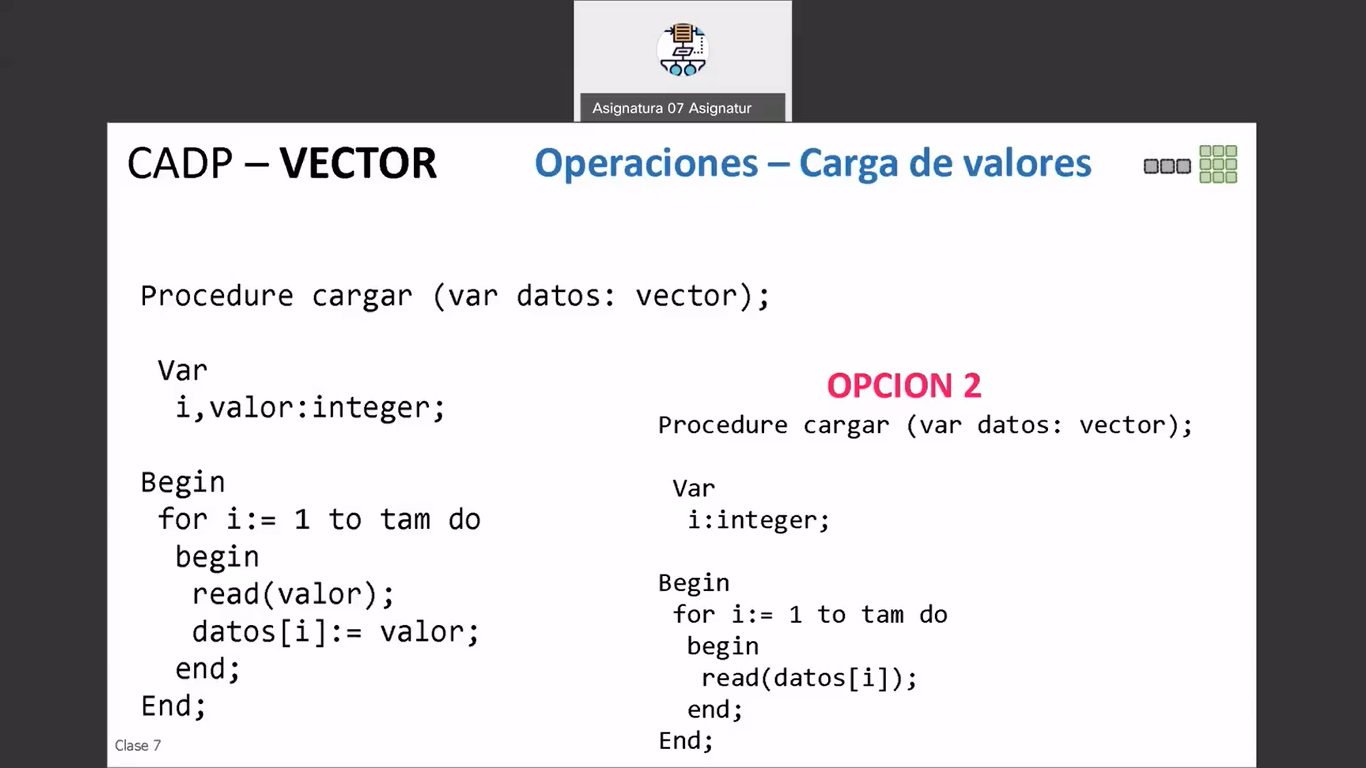 Asignatura 07 Asignatur
CADP – VECTOR
Operaciones – Carga de valores
Procedure cargar (var datos: vector);
Var
i,valor:integer;
Begin
for i:= 1 to tam do
begin
read(valor);
datos[i]:= valor;
end;
End;
OPCION 2
Procedure cargar (var datos: vector);
Var
i:integer;
Begin
for i:= 1 to tam do
begin
read(datos[i]);
end;
End;
Clase 7